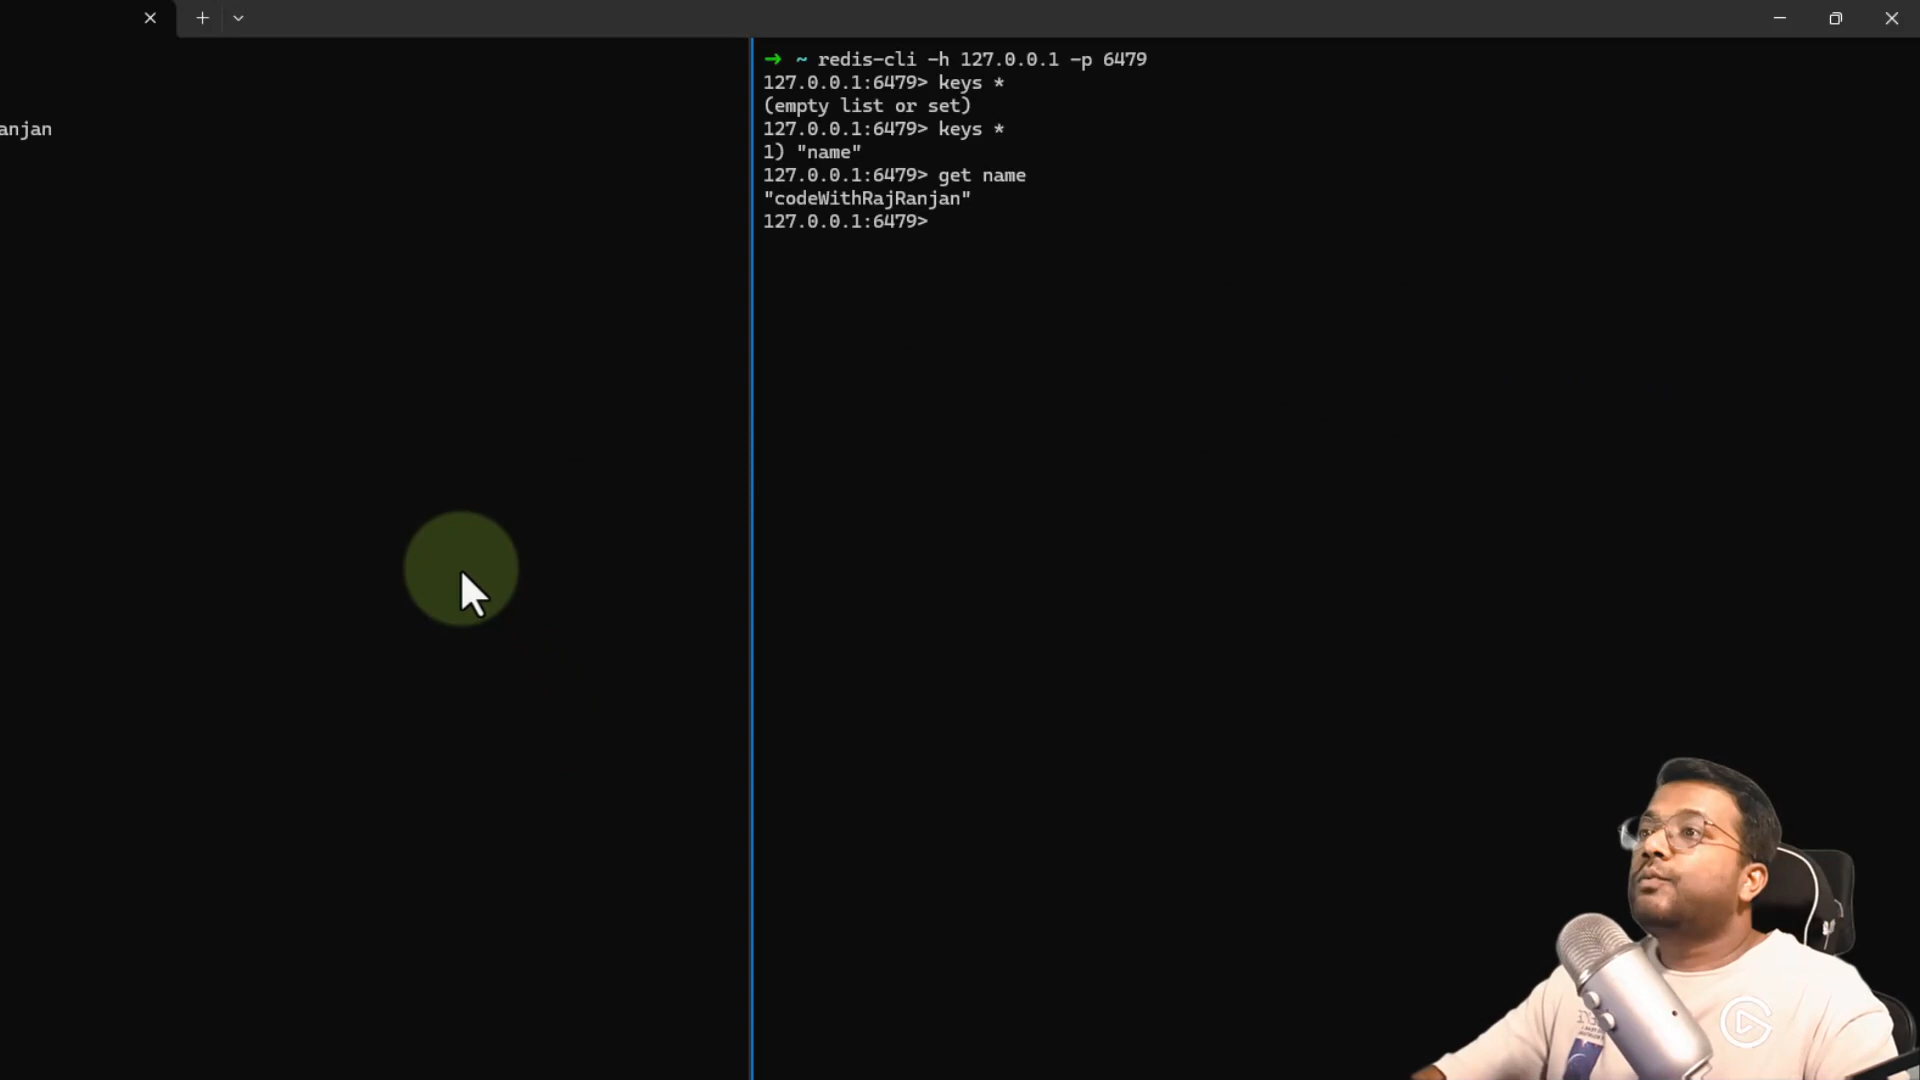 anjan
➜ ~ redis-cli -h 127.0.0.1 -p 6479
127.0.0.1:6479> keys *
(empty list or set)
127.0.0.1:6479> keys *
1) "name"
127.0.0.1:6479> get name
"codeWithRajRanjan"
127.0.0.1:6479>